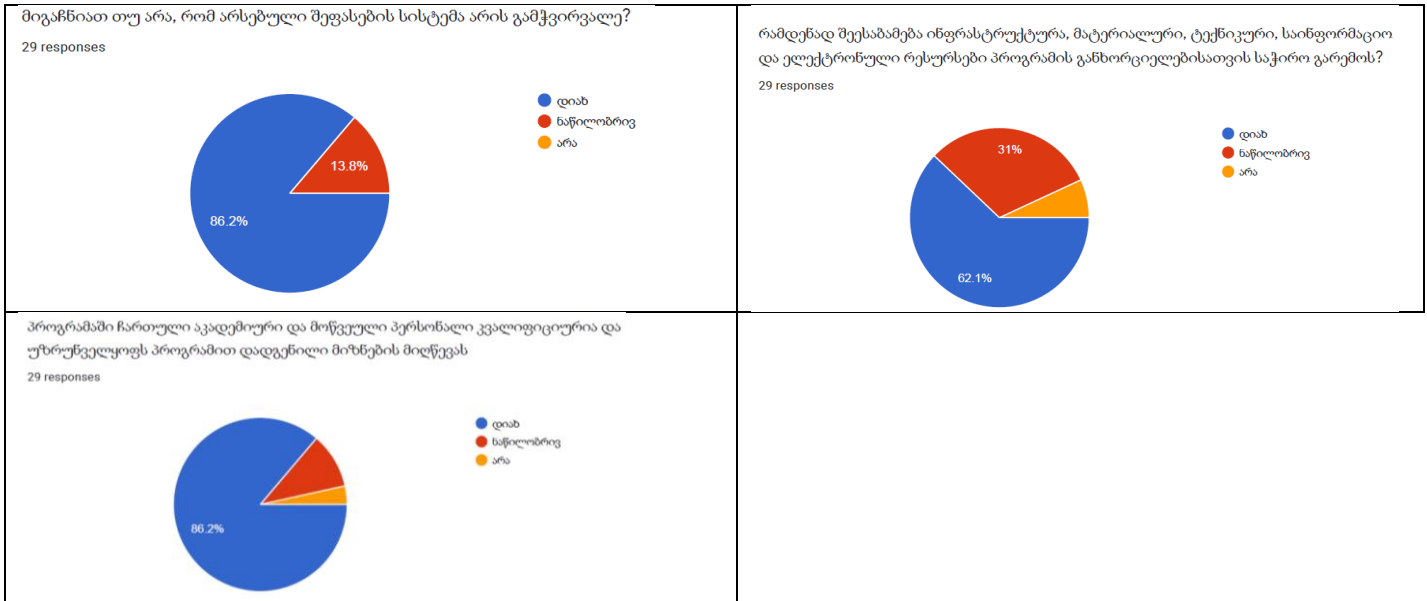 მიგაჩნიათ თუ არა, რომ არსებული შეფასების სისტემა არის გამჭვირვალე?
29 responses
დიახ
ნაწილობრივ
არა
13.8%
86.2%
რამდენად შეესაბამება ინფრასტრუქტურა, მატერიალური, ტექნიკური, საინფორმაციო
და ელექტრონული რესურსები პროგრამის განხორციელებისათვის საჭირო გარემოს?
29 responses
დიახ
ნაწილობრივ
არა
31%
62.1%
პროგრამაში ჩართული აკადემიური და მოწვეული პერსონალი კვალიფიციურია და
უზრუნველყოფს პროგრამით დადგენილი მიზნების მიღწევას
29 responses
დიახ
ნაწილობრივ
არა
86.2%